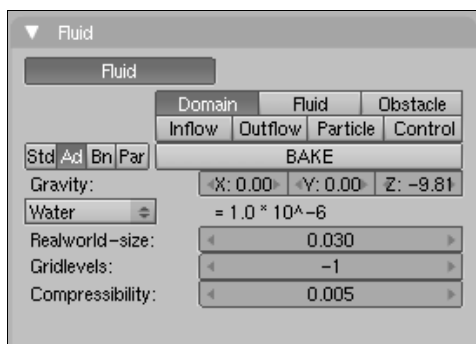 Fluid
Fluid
Domain Fluid Obstacle
Inflow Outflow Particle Control
Std Ad Bn Par BAKE
Gravity: X: 0.00 Y: 0.00 Z: -9.81
Water = 1.0 * 10^-6
Realworld-size: 0.030
Gridlevels: -1
Compressibility: 0.005